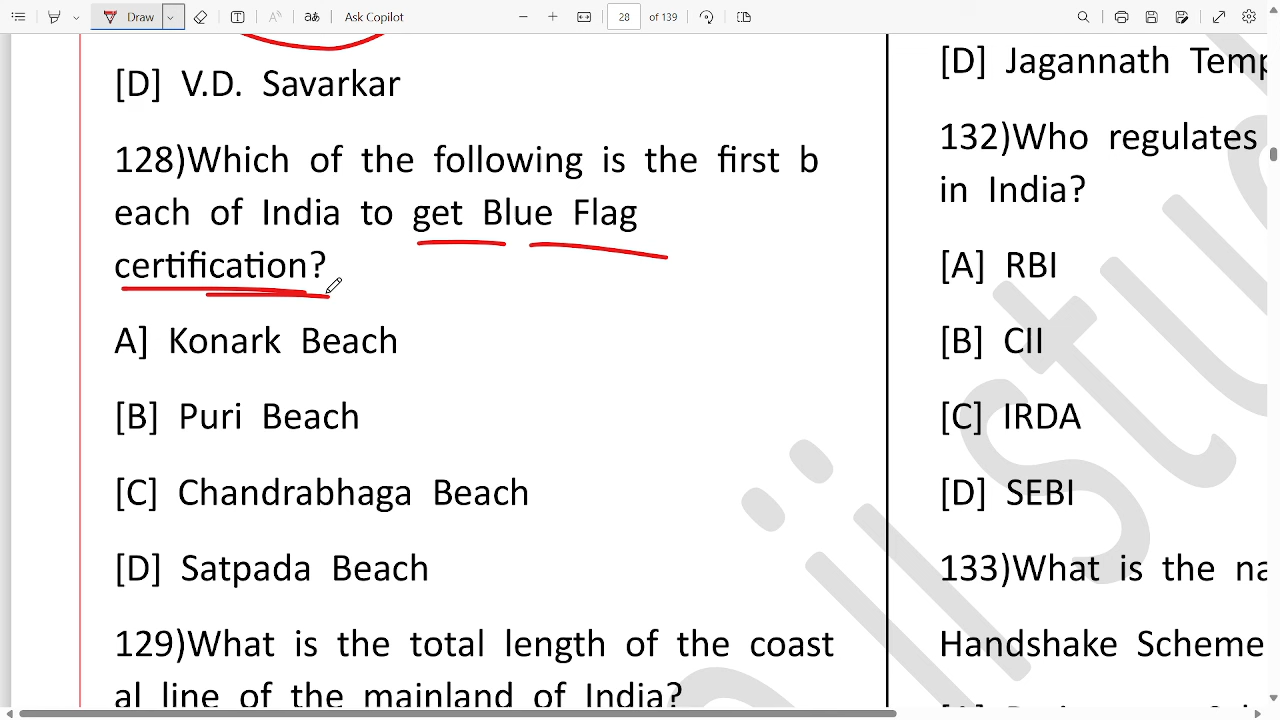 Draw
Ask Copilot
28
of 139
[D] V.D. Savarkar
128)Which of the following is the first b
each of India to get Blue Flag
certification?
A] Konark Beach
[B] Puri Beach
[C] Chandrabhaga Beach
[D] Satpada Beach
129)What is the total length of the coast
al line of the mainland of India?
[D] Jagannath Temp
132)Who regulates
in India?
[A] RBI
[B] CII
[C] IRDA
[D] SEBI
133)What is the na
Handshake Scheme